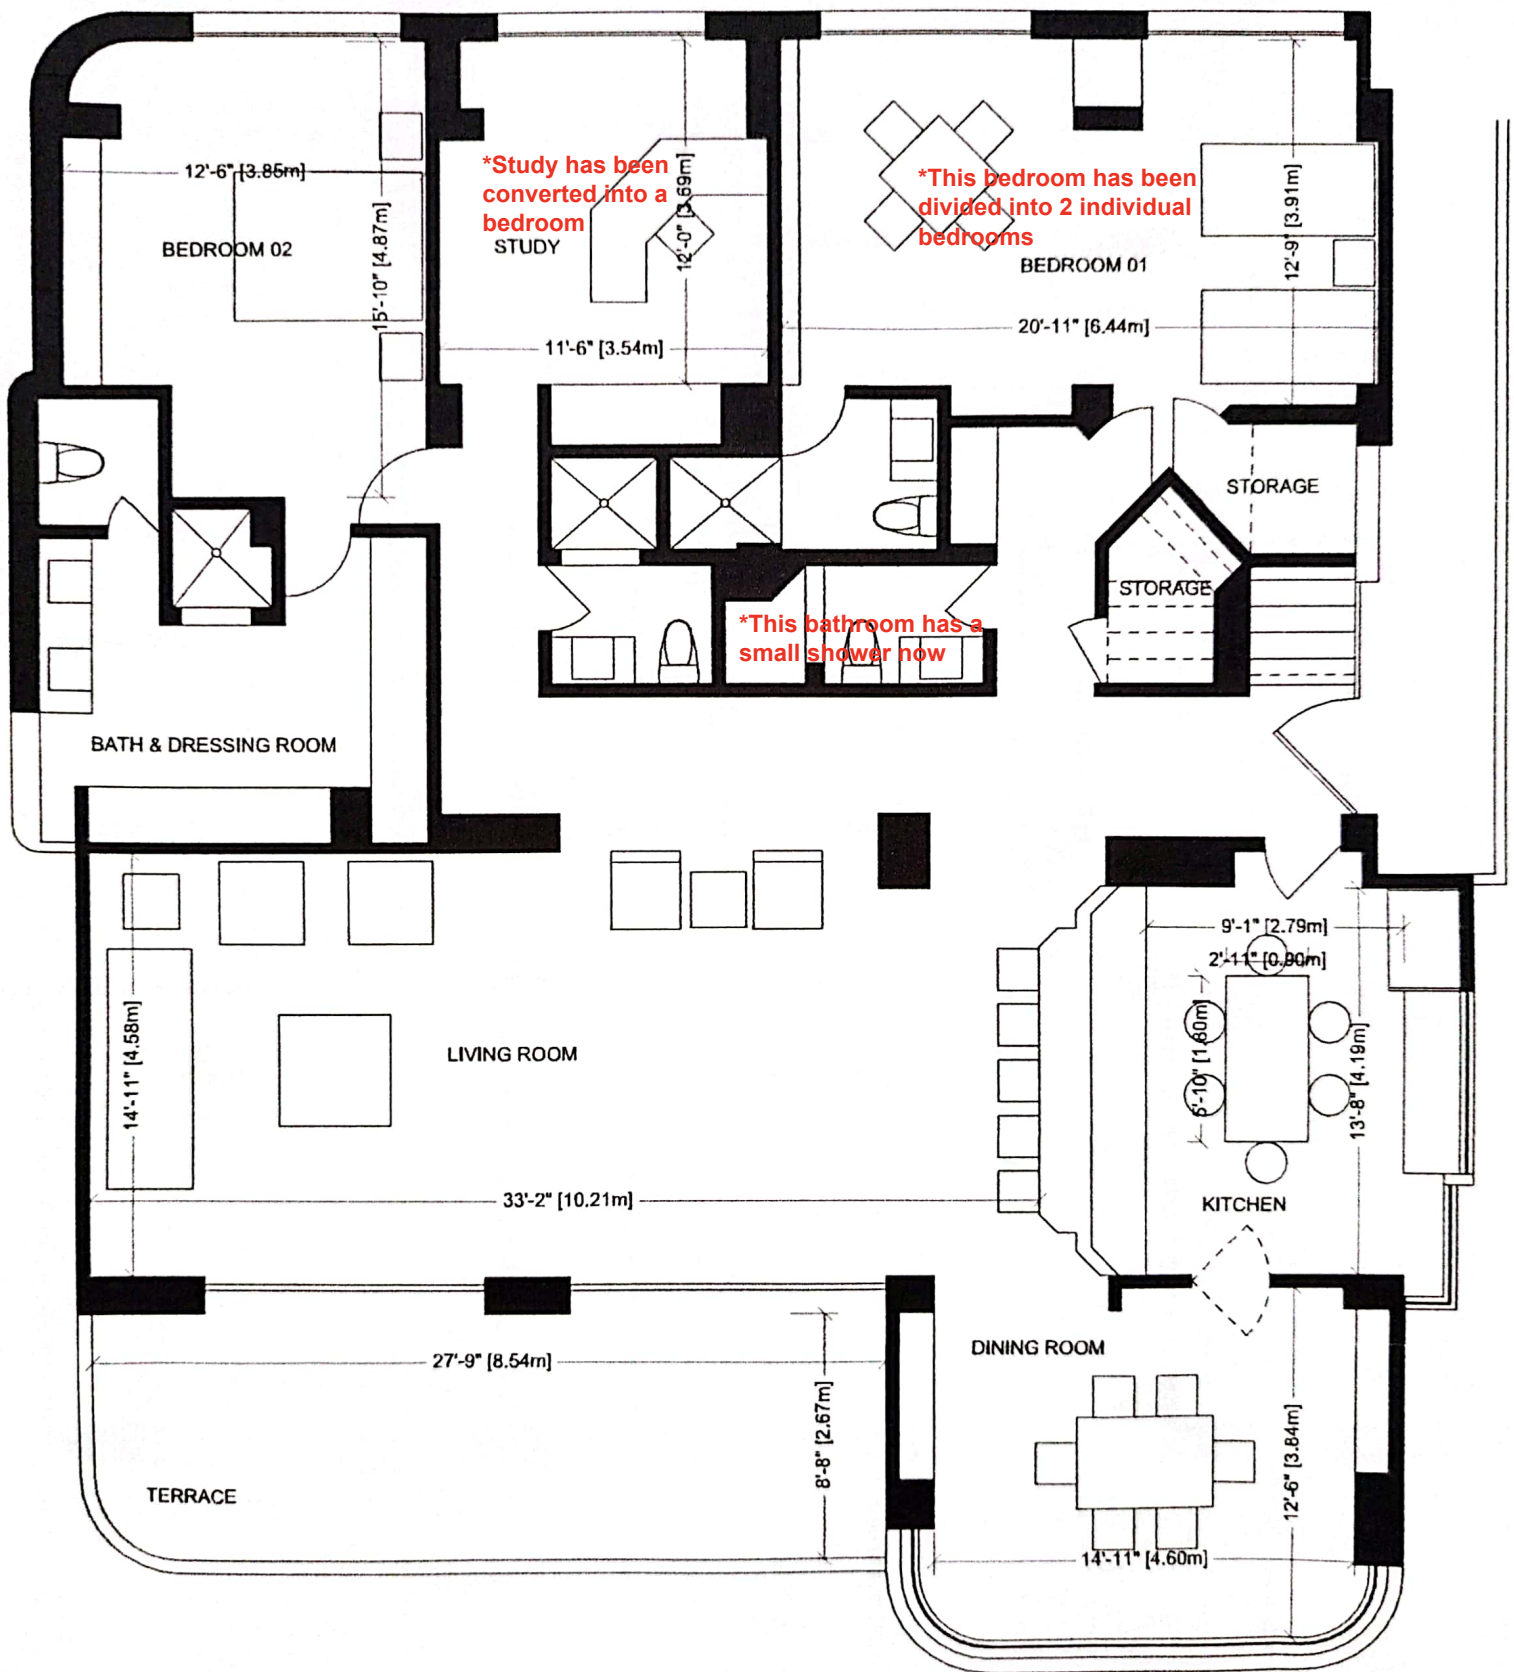 12'-6" [3.85m]
BEDROOM 02
15'-10" [4.87m]
*Study has been
converted into a
bedroom
STUDY
12'-0" [3.69m]
11'-6" [3.54m]
*This bedroom has been
divided into 2 individual
bedrooms
BEDROOM 01
12'-9" [3.91m]
20'-11" [6.44m]
STORAGE
STORAGE
*This bathroom has a
small shower now
BATH & DRESSING ROOM
9'-1" [2.79m]
2'-11" [0.90m]
5'-10" [1.80m]
13'-8" [4.19m]
14'-11" [4.58m]
LIVING ROOM
33'-2" [10.21m]
KITCHEN
DINING ROOM
27'-9" [8.54m]
8'-8" [2.67m]
12'-6" [3.84m]
TERRACE
14'-11" [4.60m]